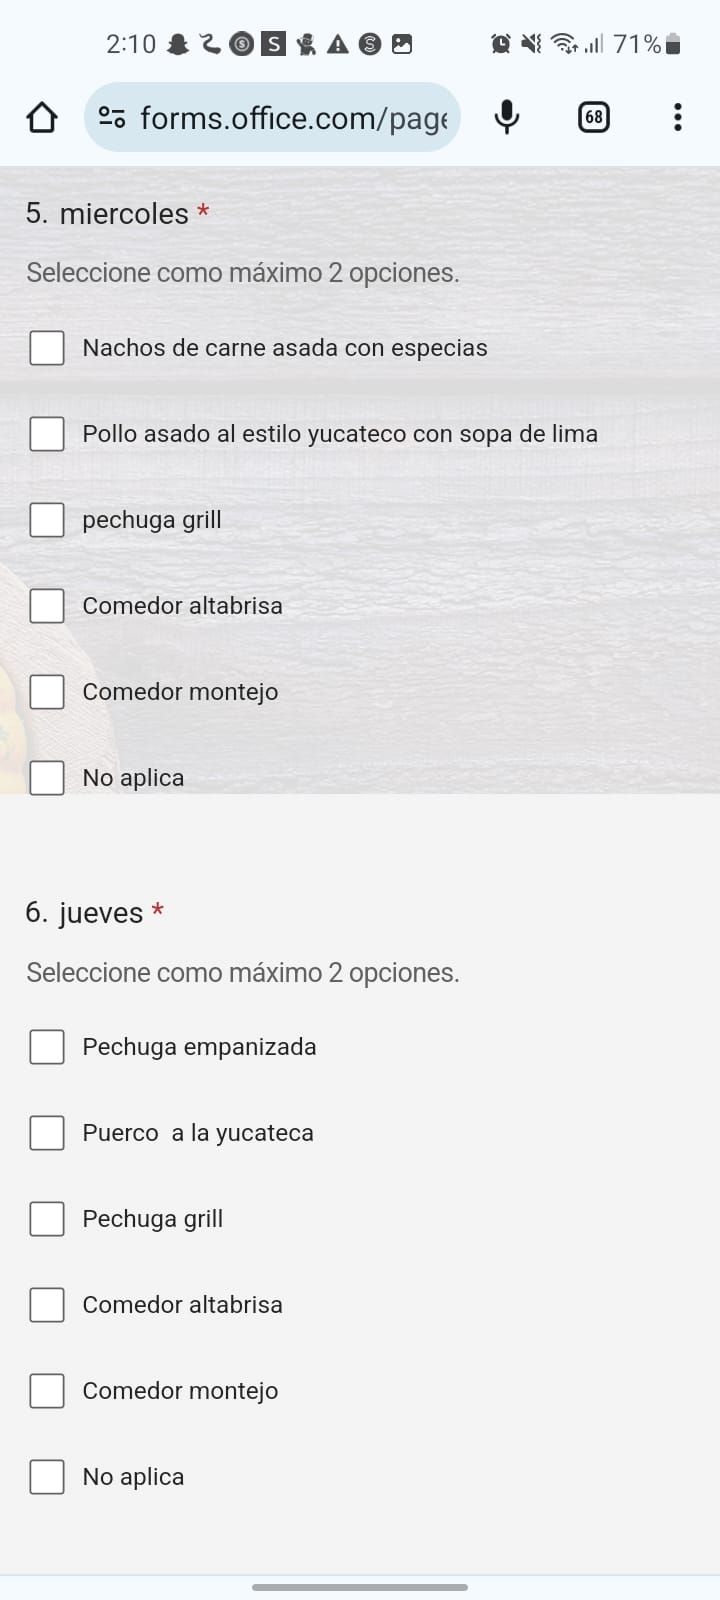 2:10 S S 71%
forms.office.com/page
68
5. miercoles *
Seleccione como máximo 2 opciones.
Nachos de carne asada con especias
Pollo asado al estilo yucateco con sopa de lima
pechuga grill
Comedor altabrisa
Comedor montejo
No aplica
6. jueves *
Seleccione como máximo 2 opciones.
Pechuga empanizada
Puerco  a la yucateca
Pechuga grill
Comedor altabrisa
Comedor montejo
No aplica